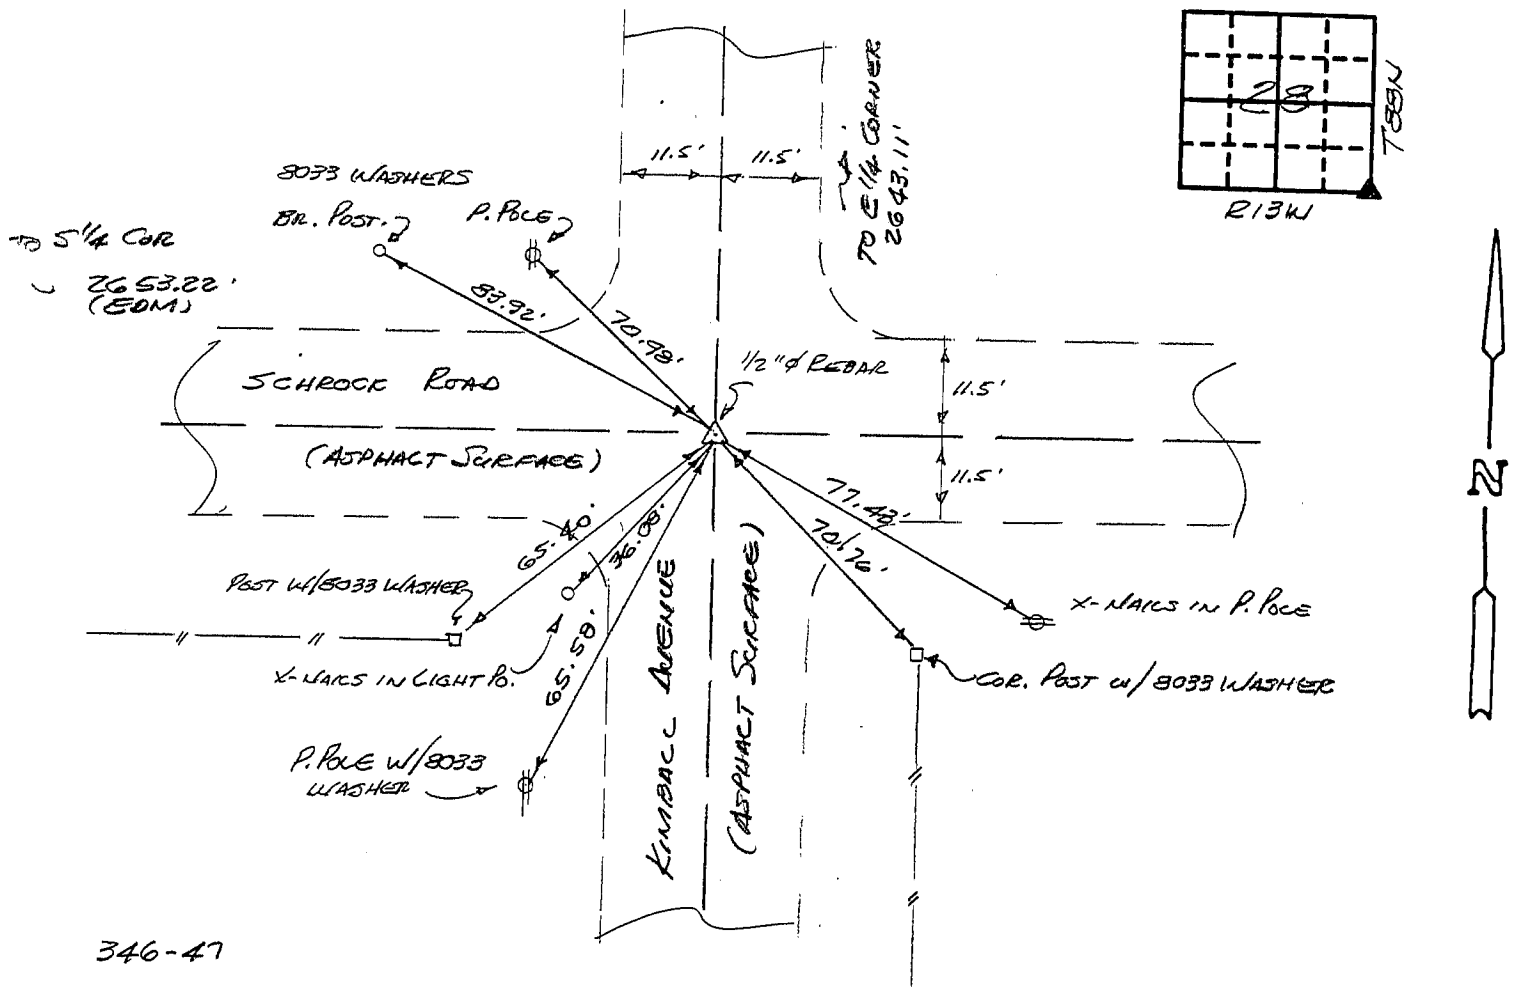 28
T88N
R13W
11.5'
11.5'
TO E 1/4 CORNER
2643.11'
8033 WASHERS
BR. POST.
P. POLE
TO S 1/4 COR
2653.22'
(EDM)
83.92'
70.98'
1/2" Ø REBAR
SCHROCK ROAD
(ASPHALT SURFACE)
11.5'
11.5'
N
77.43'
70.76'
65.40'
36.08'
65.58'
POST W/8033 WASHER
X-NAILS IN LIGHT PO.
X-NAILS IN P. POLE
COR. POST W/ 8033 WASHER
P. POLE W/8033
WASHER
KIMBALL AVENUE
(ASPHALT SURFACE)
346-47